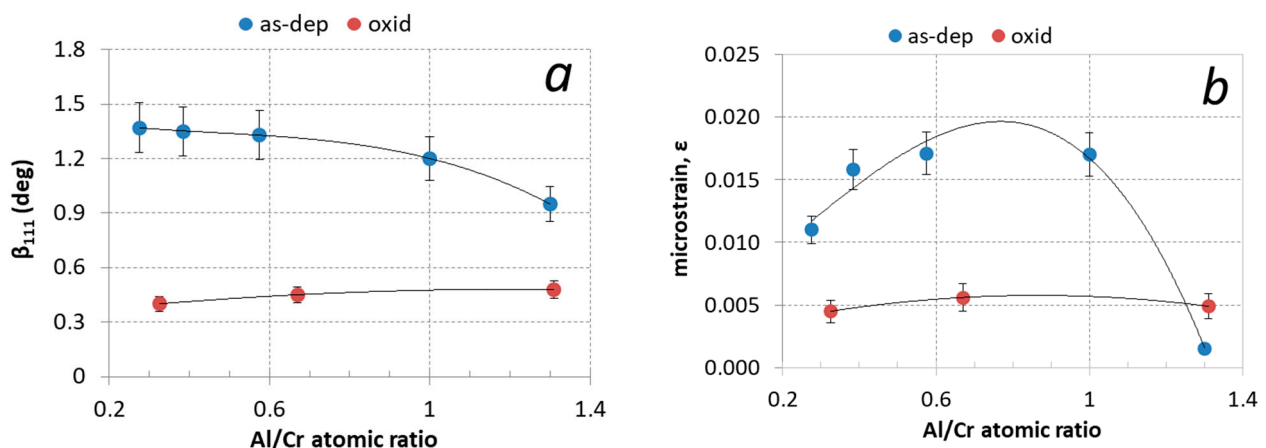 as-dep oxid
a
1.8
1.5
1.2
0.9
0.6
0.3
0
β111 (deg)
0.2 0.6 1 1.4
Al/Cr atomic ratio
as-dep oxid
b
0.025
0.020
0.015
0.010
0.005
0.000
microstrain, ε
0.2 0.6 1 1.4
Al/Cr atomic ratio